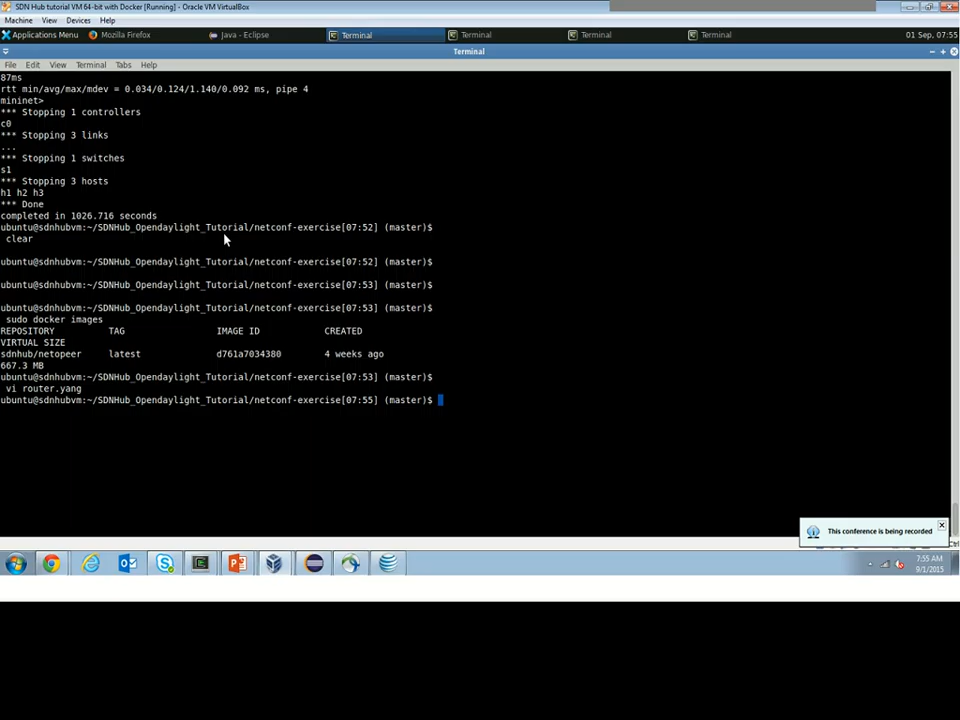 SDN Hub tutorial VM 64-bit with Docker [Running] - Oracle VM VirtualBox
Machine View Devices Help
Applications Menu Mozilla Firefox Java - Eclipse Terminal Terminal Terminal Terminal 01 Sep, 07:55
Terminal
File Edit View Terminal Tabs Help
87ms
rtt min/avg/max/mdev = 0.034/0.124/1.140/0.092 ms, pipe 4
mininet>
*** Stopping 1 controllers
c0
*** Stopping 3 links
...
*** Stopping 1 switches
s1
*** Stopping 3 hosts
h1 h2 h3
*** Done
completed in 1026.716 seconds
ubuntu@sdnhubvm:~/SDNHub_Opendaylight_Tutorial/netconf-exercise[07:52] (master)$
clear
ubuntu@sdnhubvm:~/SDNHub_Opendaylight_Tutorial/netconf-exercise[07:52] (master)$
ubuntu@sdnhubvm:~/SDNHub_Opendaylight_Tutorial/netconf-exercise[07:53] (master)$
ubuntu@sdnhubvm:~/SDNHub_Opendaylight_Tutorial/netconf-exercise[07:53] (master)$
sudo docker images
REPOSITORY TAG IMAGE ID CREATED
VIRTUAL SIZE
sdnhub/netopeer latest d761a7034380 4 weeks ago
667.3 MB
ubuntu@sdnhubvm:~/SDNHub_Opendaylight_Tutorial/netconf-exercise[07:53] (master)$
vi router.yang
ubuntu@sdnhubvm:~/SDNHub_Opendaylight_Tutorial/netconf-exercise[07:55] (master)$
This conference is being recorded
7:55 AM
9/1/2015